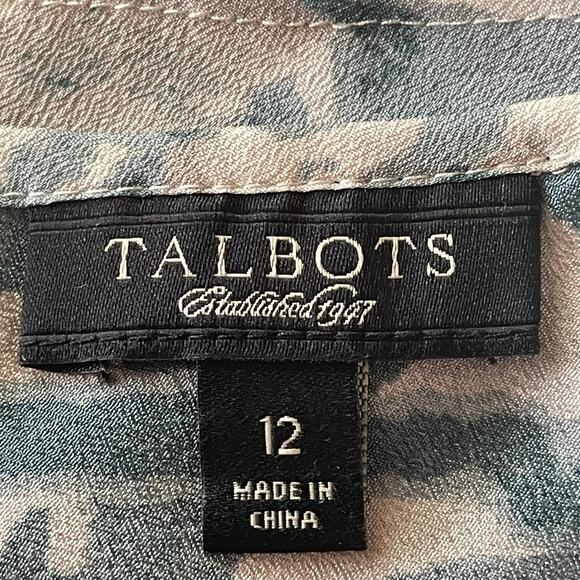 TALBOTS
Established 1947
12
MADE IN
CHINA